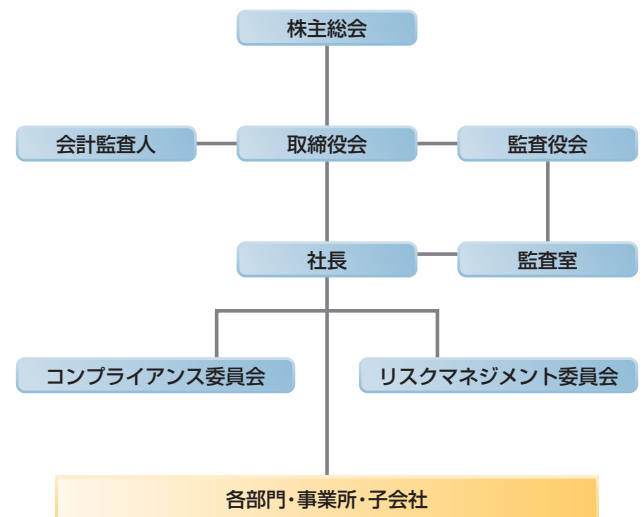 株主総会
会計監査人
取締役会
監査役会
社長
監査室
コンプライアンス委員会
リスクマネジメント委員会
各部門・事業所・子会社